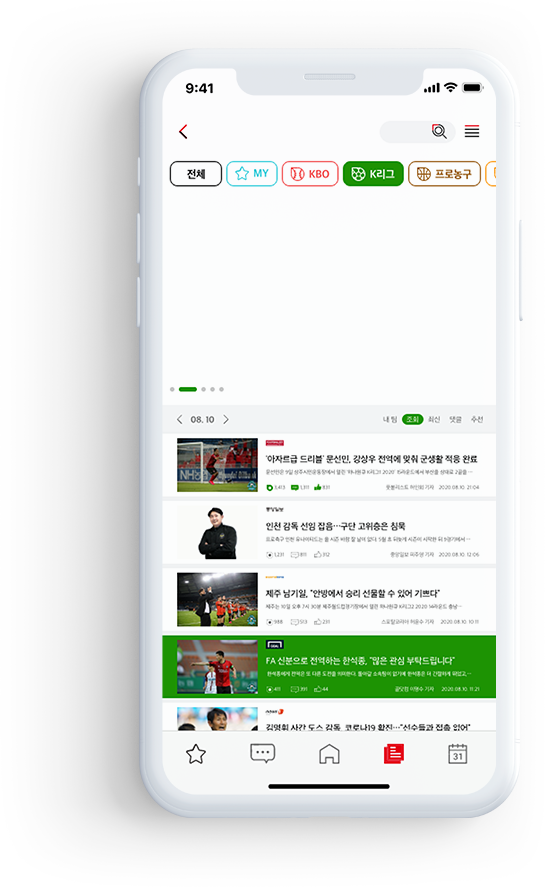 9:41
전체
MY
KBO
K리그
프로농구
08. 10
내 팀
조회
최신
댓글
추천
'아자르급 드리블' 문선민, 강상우 전역에 맞춰 군생활 적응 완료
3,413
1,311
831
풋볼리스트 허인회 기자
2020.08.10. 21:06
중앙일보
인천 감독 선임 잡음…구단 고위층은 침묵
1,231
811
312
중앙일보 피주영 기자
2020.08.10. 12:06
제주 남기일, "안방에서 승리 선물할 수 있어 기쁘다"
988
513
231
스포탈코리아 허윤수 기자
2020.08.10. 10:11
GOAL
FA 신분으로 전역하는 한석종, "많은 관심 부탁드립니다"
411
391
44
골닷컴 이명수 기자
2020.08.10. 11:21
김명휘 사간 도스 감독, 코로나19 확진…"선수들과 접촉 있어"
31